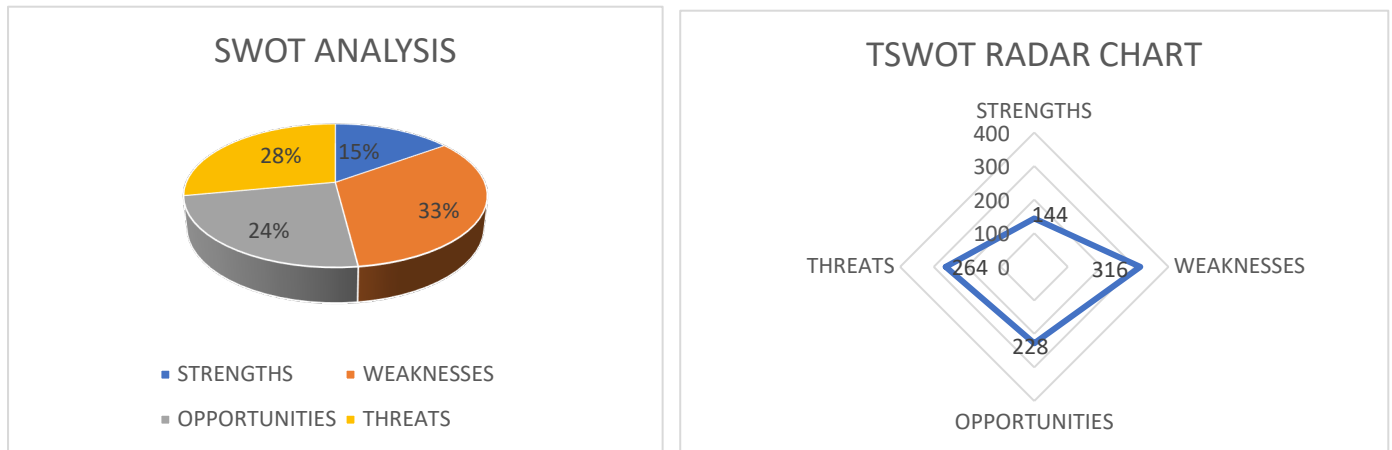 SWOT ANALYSIS
28%
15%
33%
24%
STRENGTHS
WEAKNESSES
OPPORTUNITIES
THREATS
TSWOT RADAR CHART
STRENGTHS
400
300
200
144
100
THREATS
264
0
316
WEAKNESSES
228
OPPORTUNITIES